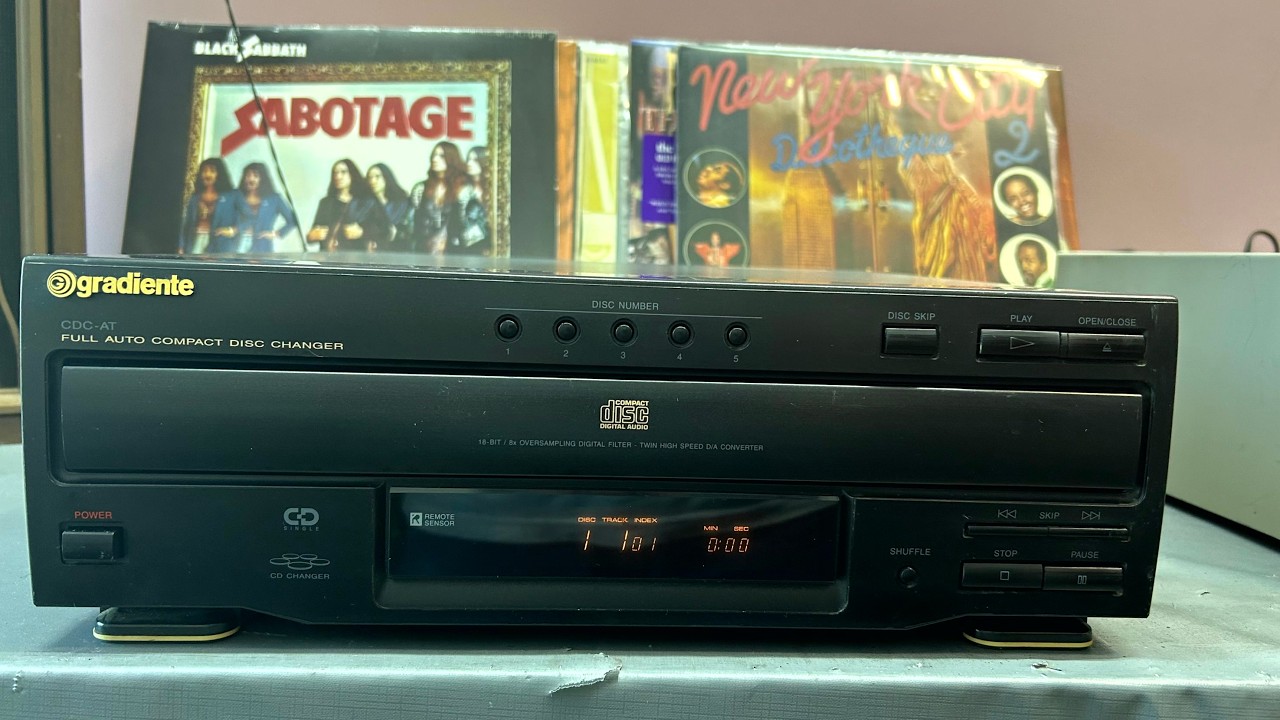 BLACK SABBATH
SABOTAGE
the
New York City
Discotheque
2
gradiente
CDC-AT
FULL AUTO COMPACT DISC CHANGER
DISC NUMBER
1 2 3 4 5
DISC SKIP
PLAY
OPEN/CLOSE
COMPACT
disc
DIGITAL AUDIO
18-BIT / 8x OVERSAMPLING DIGITAL FILTER - TWIN HIGH SPEED D/A CONVERTER
POWER
CD
SINGLE
CD CHANGER
R REMOTE
SENSOR
DISC TRACK INDEX MIN SEC
1 1 01 0:00
SHUFFLE
SKIP
STOP
PAUSE